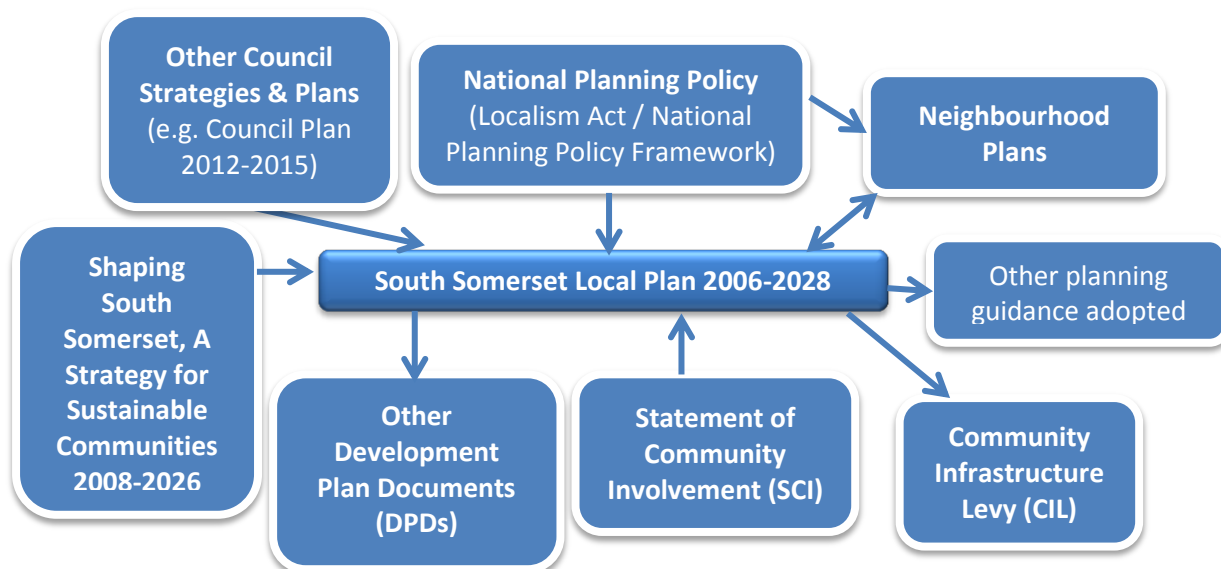 Other Council
Strategies & Plans
(e.g. Council Plan
2012-2015)
National Planning Policy
(Localism Act / National
Planning Policy Framework)
Neighbourhood
Plans
Shaping
South
Somerset, A
Strategy for
Sustainable
Communities
2008-2026
South Somerset Local Plan 2006-2028
Other planning
guidance adopted
Other
Development
Plan Documents
(DPDs)
Statement of
Community
Involvement (SCI)
Community
Infrastructure
Levy (CIL)